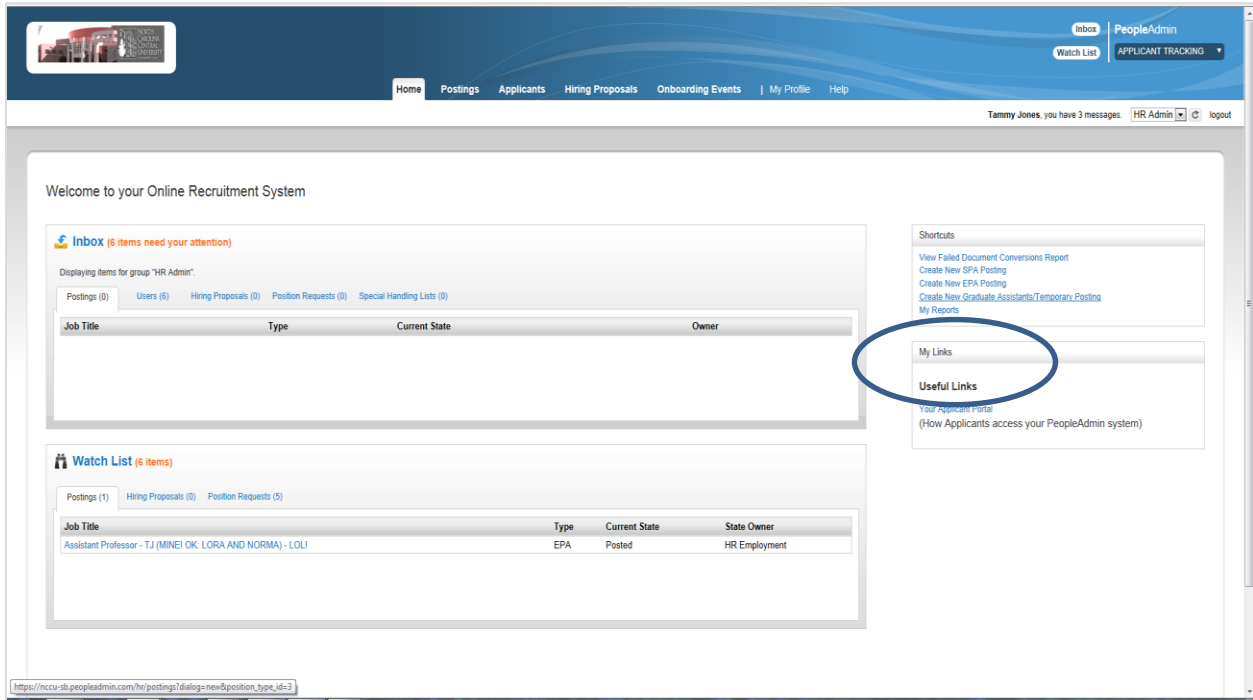 NORTH
CAROLINA
CENTRAL
UNIVERSITY
Inbox
PeopleAdmin
Watch List
APPLICANT TRACKING
Home Postings Applicants Hiring Proposals Onboarding Events | My Profile Help
Tammy Jones, you have 3 messages. HR Admin logout
Welcome to your Online Recruitment System
Inbox (6 items need your attention)
Displaying items for group "HR Admin".
Postings (0) Users (6) Hiring Proposals (0) Position Requests (0) Special Handling Lists (0)
Job Title Type Current State Owner
Watch List (6 items)
Postings (1) Hiring Proposals (0) Position Requests (5)
Job Title Type Current State State Owner
Assistant Professor - TJ (MINE! OK: LORA AND NORMA) - LOL! EPA Posted HR Employment
Shortcuts
View Failed Document Conversions Report
Create New SPA Posting
Create New EPA Posting
Create New Graduate Assistants/Temporary Posting
My Reports
My Links
Useful Links
Your Applicant Portal
(How Applicants access your PeopleAdmin system)
https://nccu-sb.peopleadmin.com/hr/postings?dialog=new&position_type_id=3